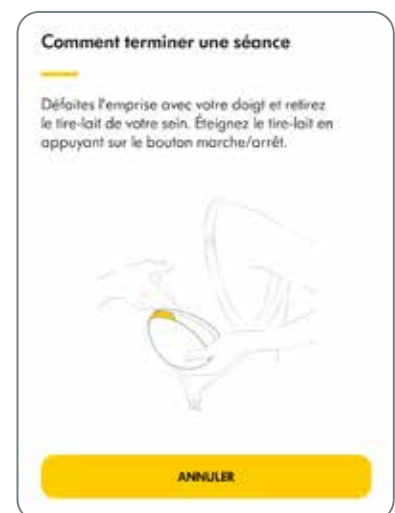 Comment terminer une séance
Défaites l'emprise avec votre doigt et retirez
le tire-lait de votre sein. Éteignez le tire-lait en
appuyant sur le bouton marche/arrêt.
ANNULER